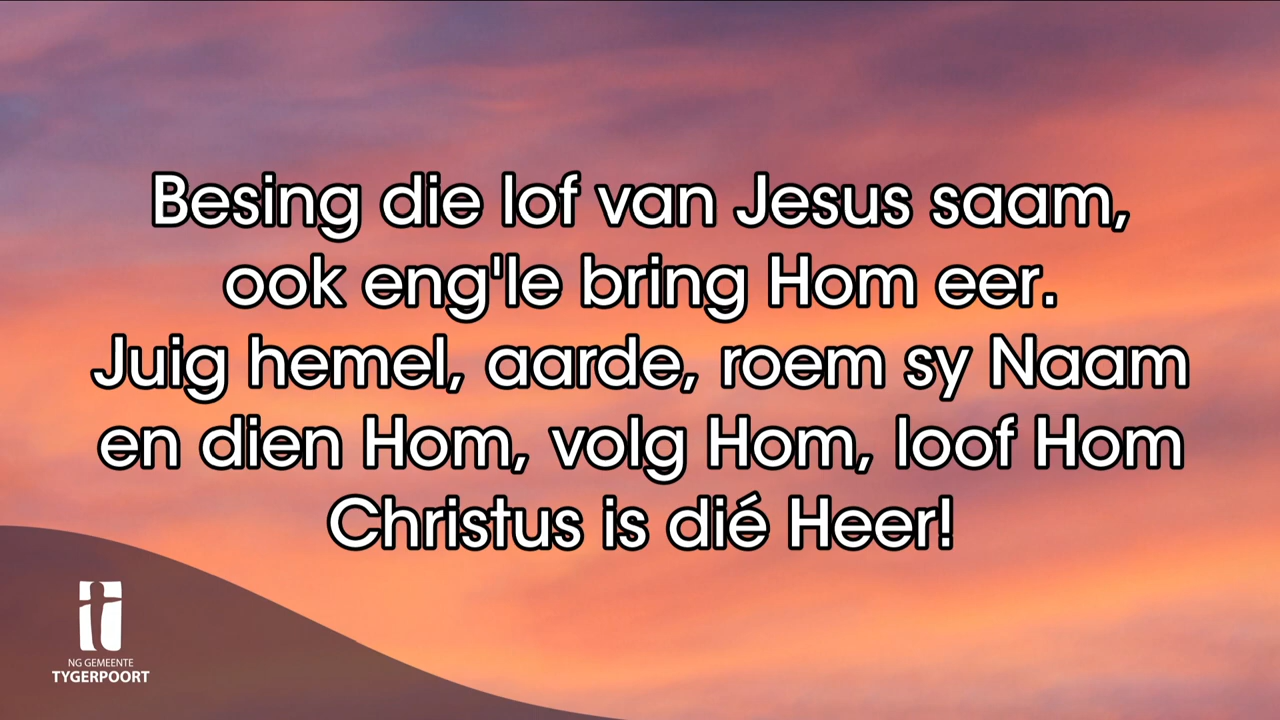 Besing die lof van Jesus saam,
ook eng'le bring Hom eer.
Juig hemel, aarde, roem sy Naam
en dien Hom, volg Hom, loof Hom
Christus is dié Heer!
NG GEMEENTE
TYGERPOORT